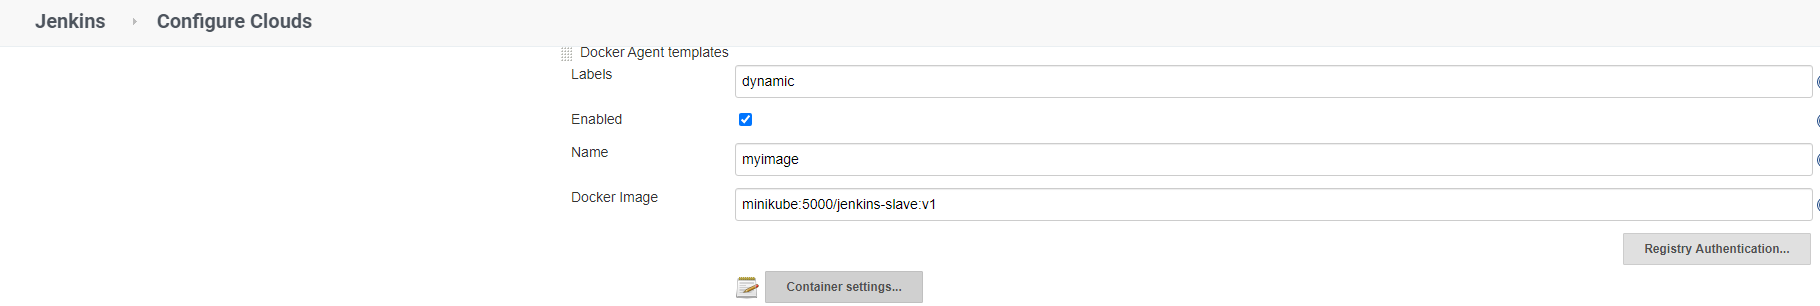 Jenkins Configure Clouds
Docker Agent templates
Labels dynamic
Enabled
Name myimage
Docker Image minikube:5000/jenkins-slave:v1
Registry Authentication...
Container settings...